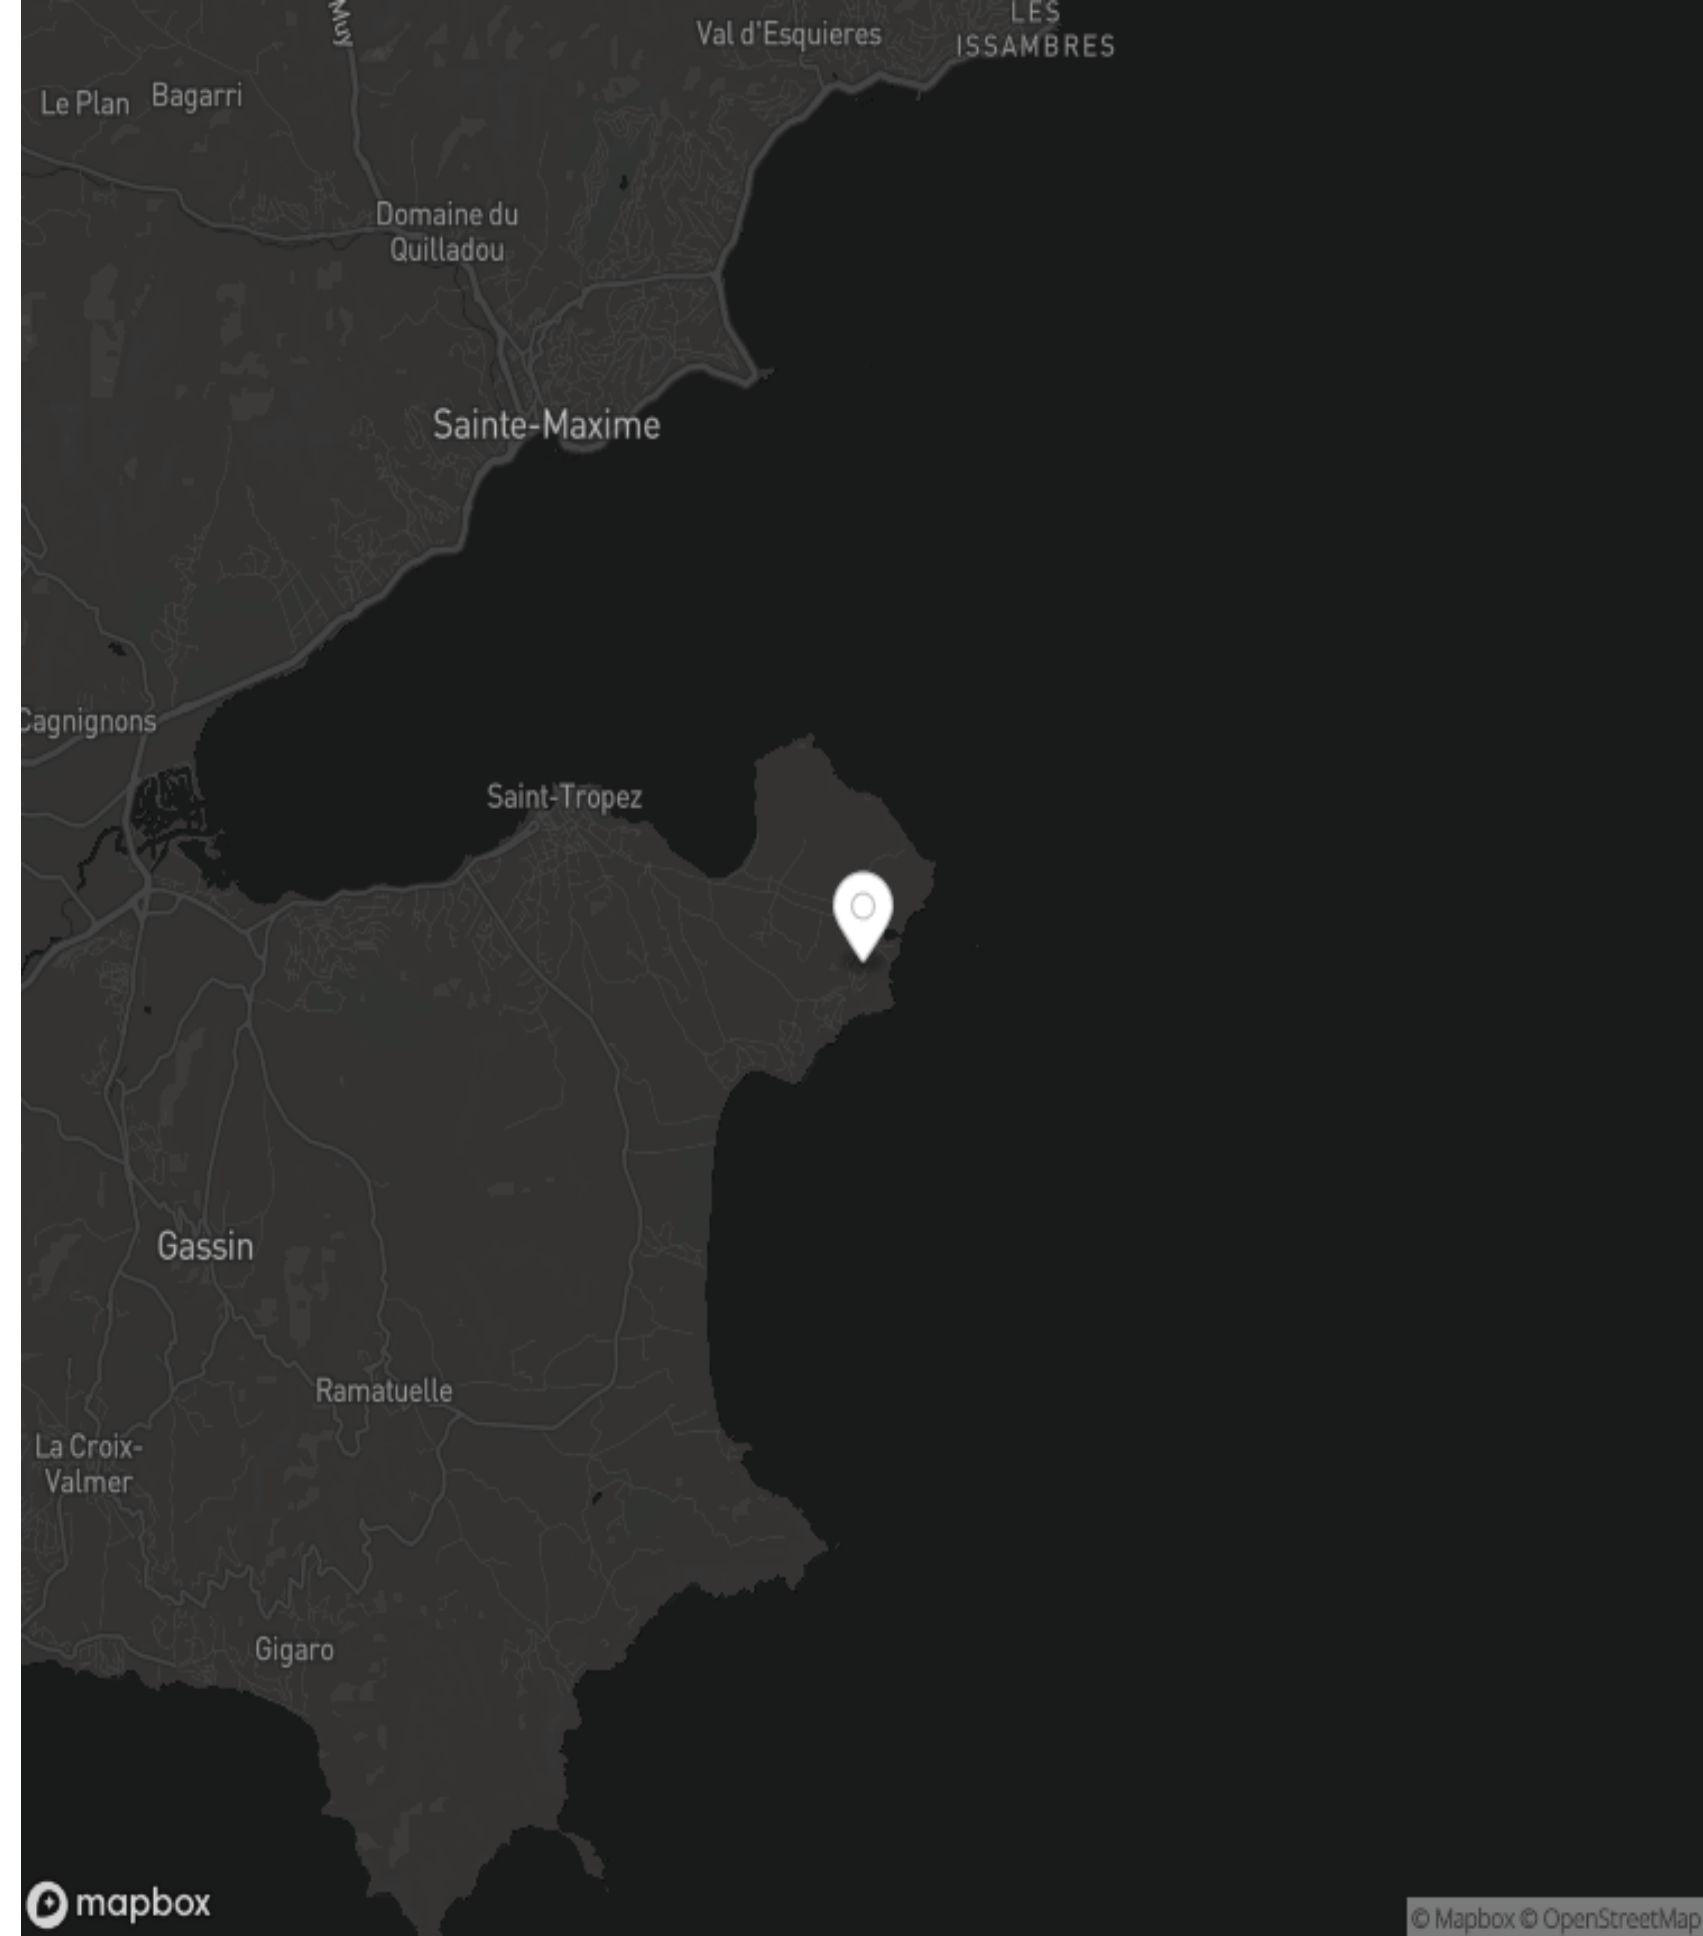 Muy
Val d'Esquieres
LES
ISSAMBRES
Le Plan
Bagarri
Domaine du
Quilladou
Sainte-Maxime
Cagnignons
Saint-Tropez
Gassin
Ramatuelle
La Croix-
Valmer
Gigaro
mapbox
© Mapbox © OpenStreetMap